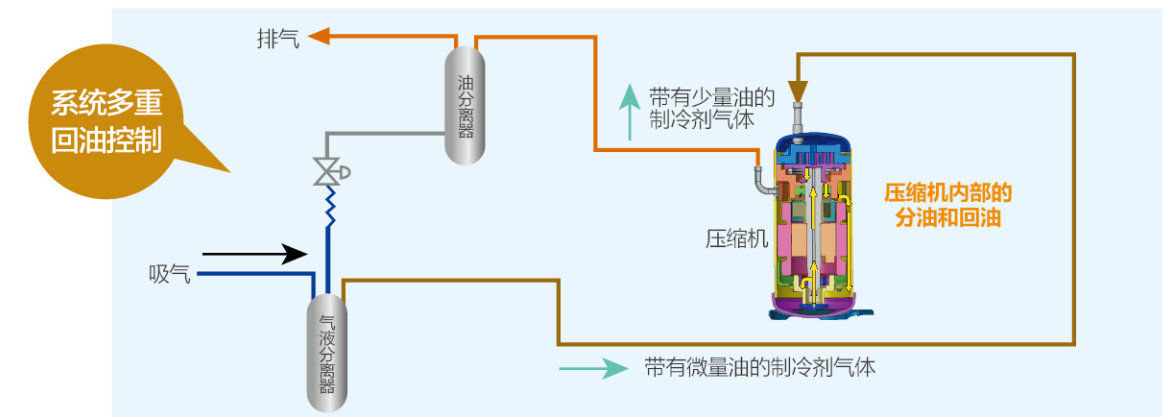 排气
系统多重
回油控制
油分离器
带有少量油的
制冷剂气体
压缩机内部的
分油和回油
压缩机
吸气
气液分离器
带有微量油的制冷剂气体